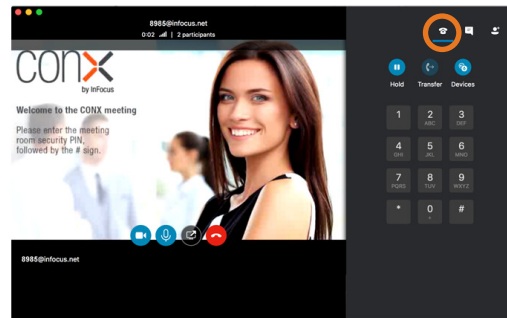 8985@infocus.net
0:02 | 2 participants
CONX
by InFocus
Welcome to the CONX meeting
Please enter the meeting
room security PIN,
followed by the # sign.
8985@infocus.net
Hold Transfer Devices
1 2 3
ABC DEF
4 5 6
GHI JKL MNO
7 8 9
PQRS TUV WXYZ
* 0 #
+